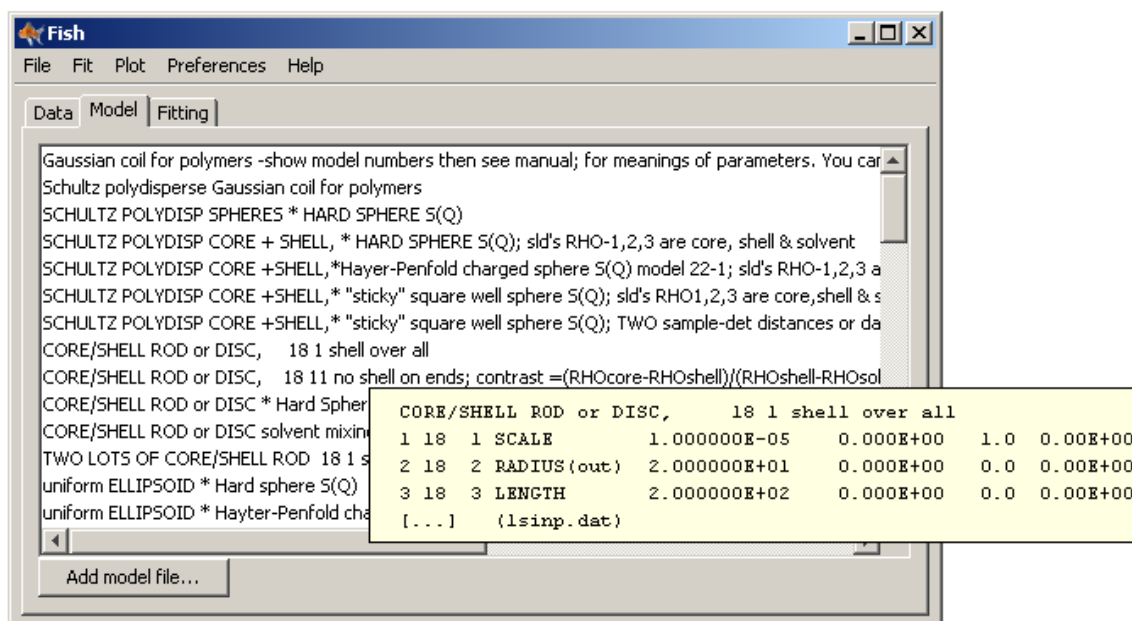 Fish
File Fit Plot Preferences Help
Data Model Fitting
Gaussian coil for polymers -show model numbers then see manual; for meanings of parameters. You car
Schultz polydisperse Gaussian coil for polymers
SCHULTZ POLYDISP SPHERES * HARD SPHERE S(Q)
SCHULTZ POLYDISP CORE + SHELL, * HARD SPHERE S(Q); sld's RHO-1,2,3 are core, shell & solvent
SCHULTZ POLYDISP CORE +SHELL,*Hayer-Penfold charged sphere S(Q) model 22-1; sld's RHO-1,2,3 a
SCHULTZ POLYDISP CORE +SHELL,* "sticky" square well sphere S(Q); sld's RHO1,2,3 are core,shell & s
SCHULTZ POLYDISP CORE +SHELL,* "sticky" square well sphere S(Q); TWO sample-det distances or da
CORE/SHELL ROD or DISC, 18 1 shell over all
CORE/SHELL ROD or DISC, 18 11 no shell on ends; contrast =(RHOcore-RHOshell)/(RHOshell-RHOsol
CORE/SHELL ROD or DISC * Hard Spher
CORE/SHELL ROD or DISC solvent mixin
TWO LOTS OF CORE/SHELL ROD 18 1 s
uniform ELLIPSOID * Hard sphere S(Q)
uniform ELLIPSOID * Hayter-Penfold cha
CORE/SHELL ROD or DISC, 18 1 shell over all
1 18 1 SCALE 1.000000E-05 0.000E+00 1.0 0.00E+00
2 18 2 RADIUS(out) 2.000000E+01 0.000E+00 0.0 0.00E+00
3 18 3 LENGTH 2.000000E+02 0.000E+00 0.0 0.00E+00
[...] (lsinp.dat)
Add model file...